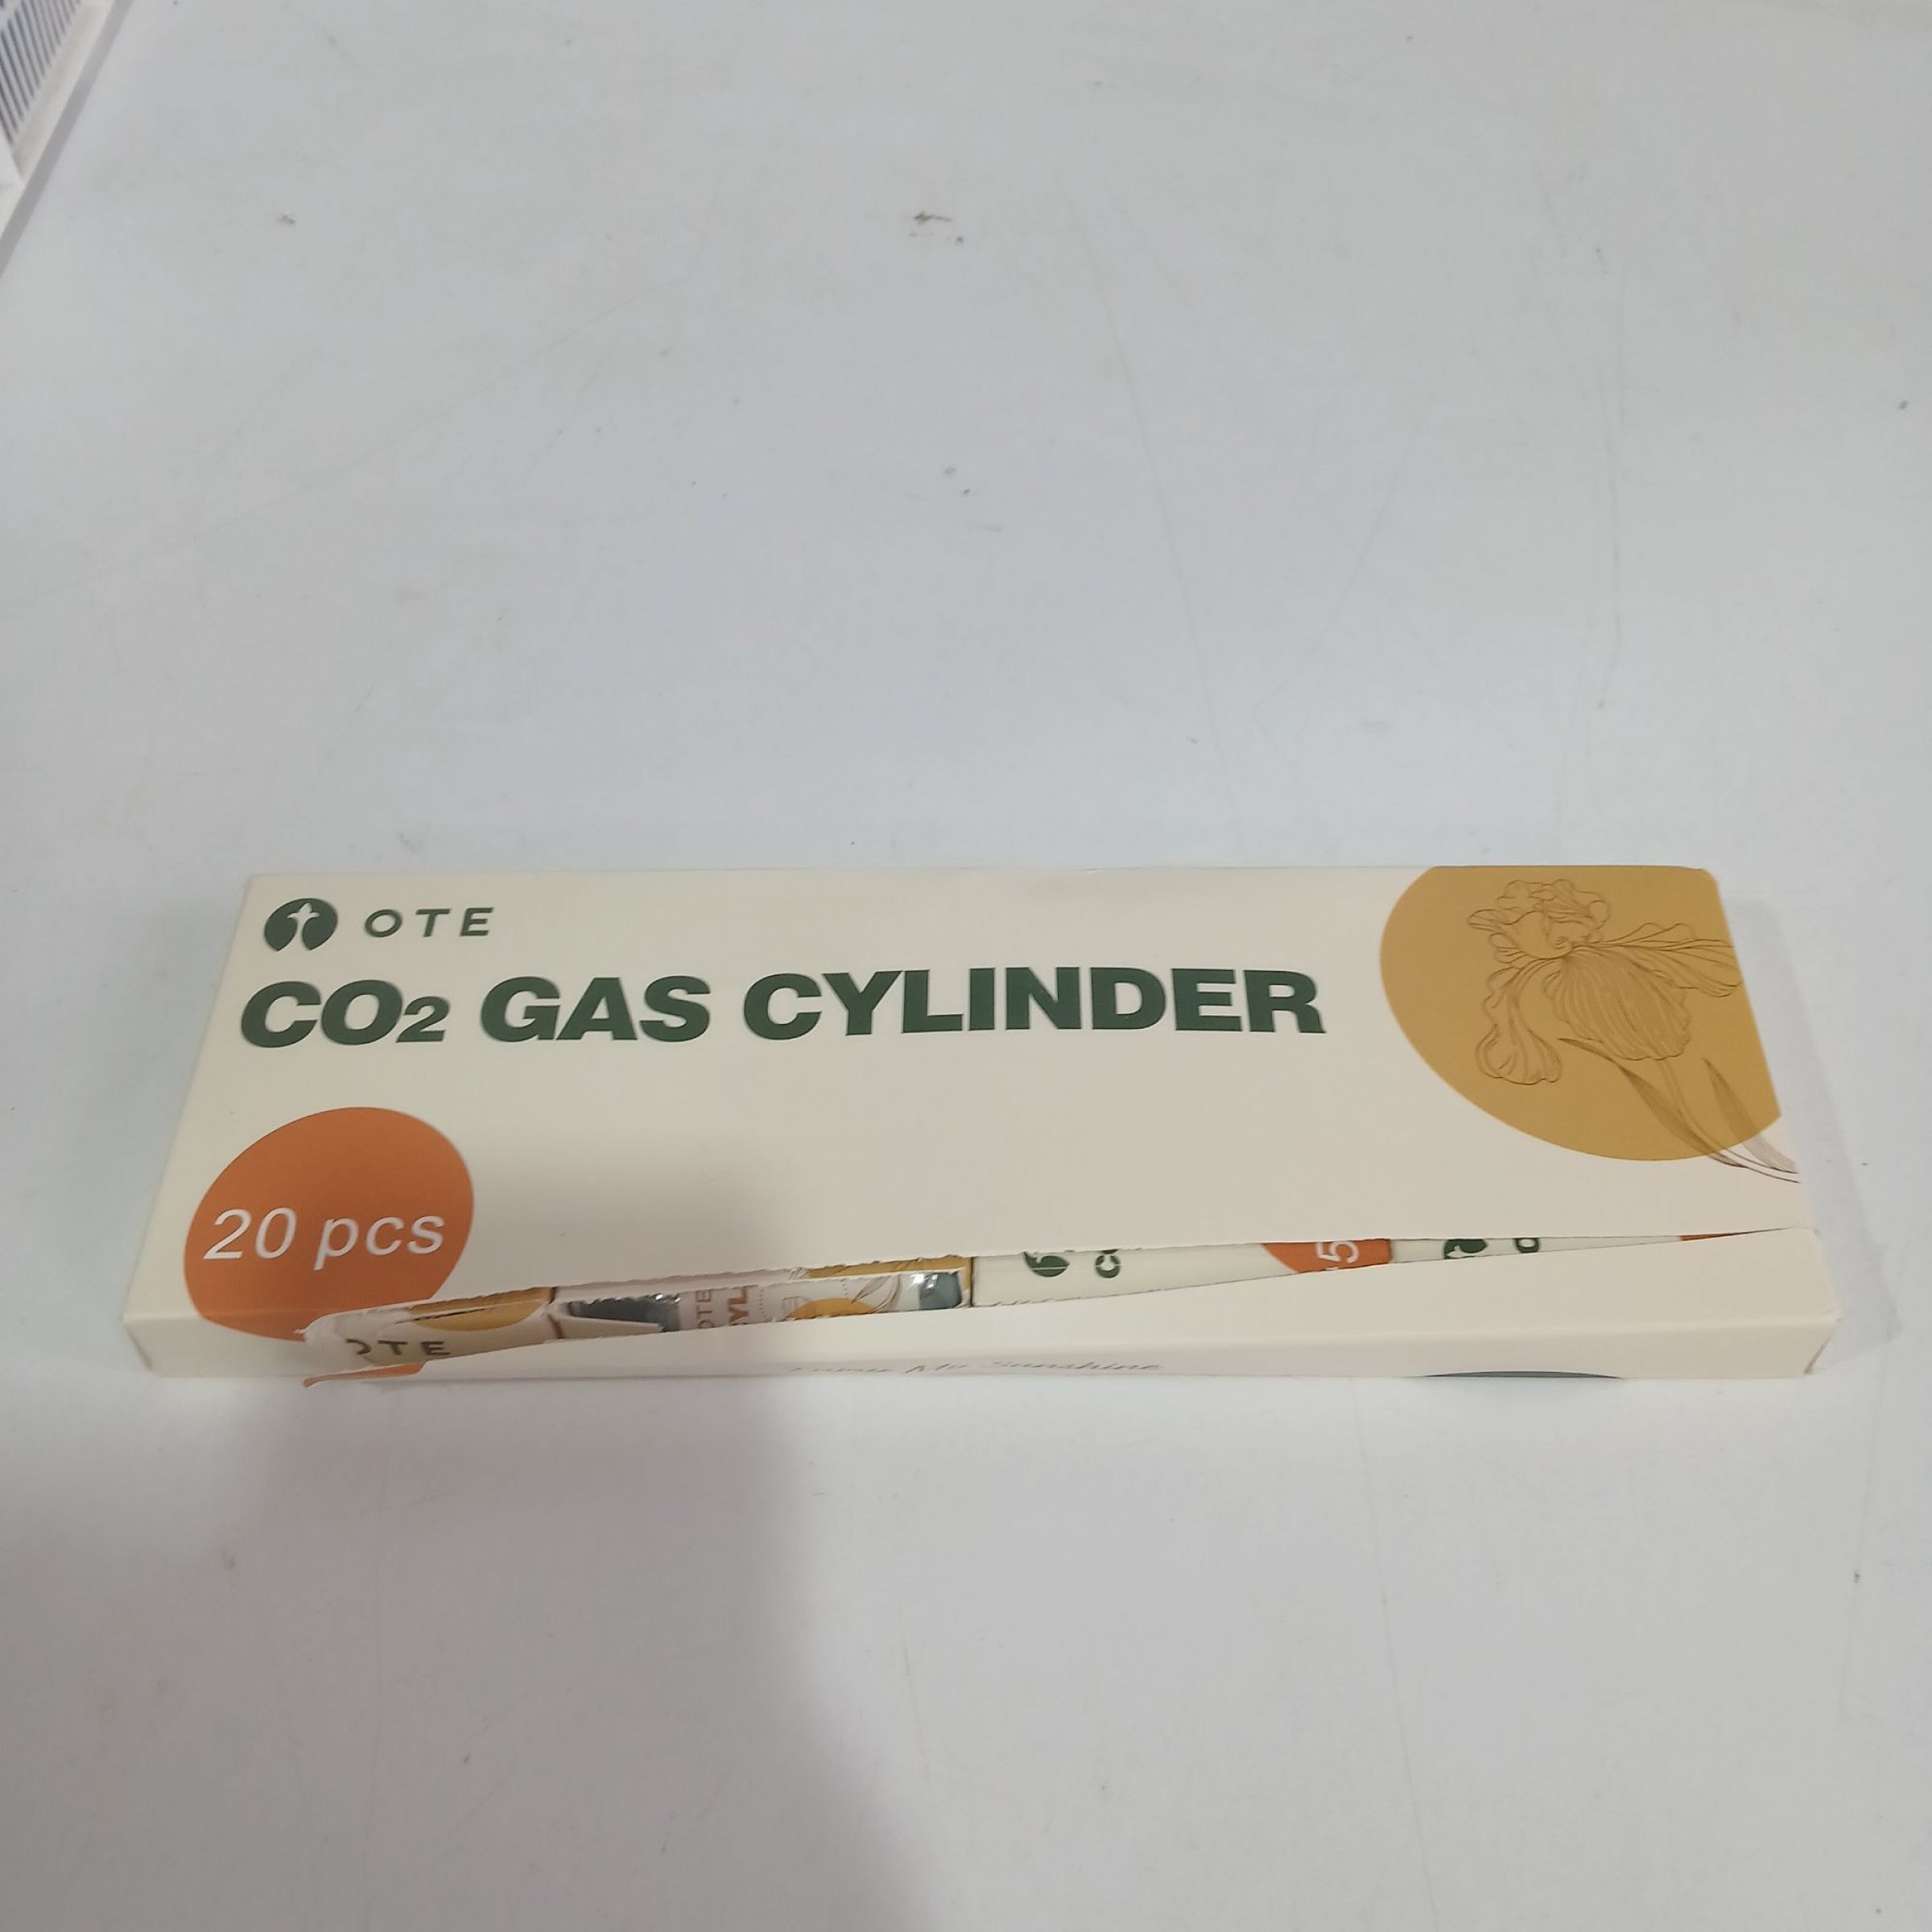 OTE
CO2 GAS CYLINDER
20 pcs
OTE